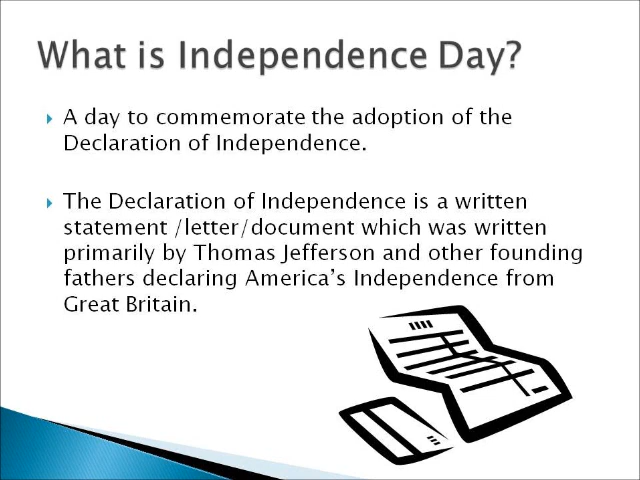 What is Independence Day?
A day to commemorate the adoption of the
Declaration of Independence.
The Declaration of Independence is a written
statement /letter/document which was written
primarily by Thomas Jefferson and other founding
fathers declaring America’s Independence from
Great Britain.